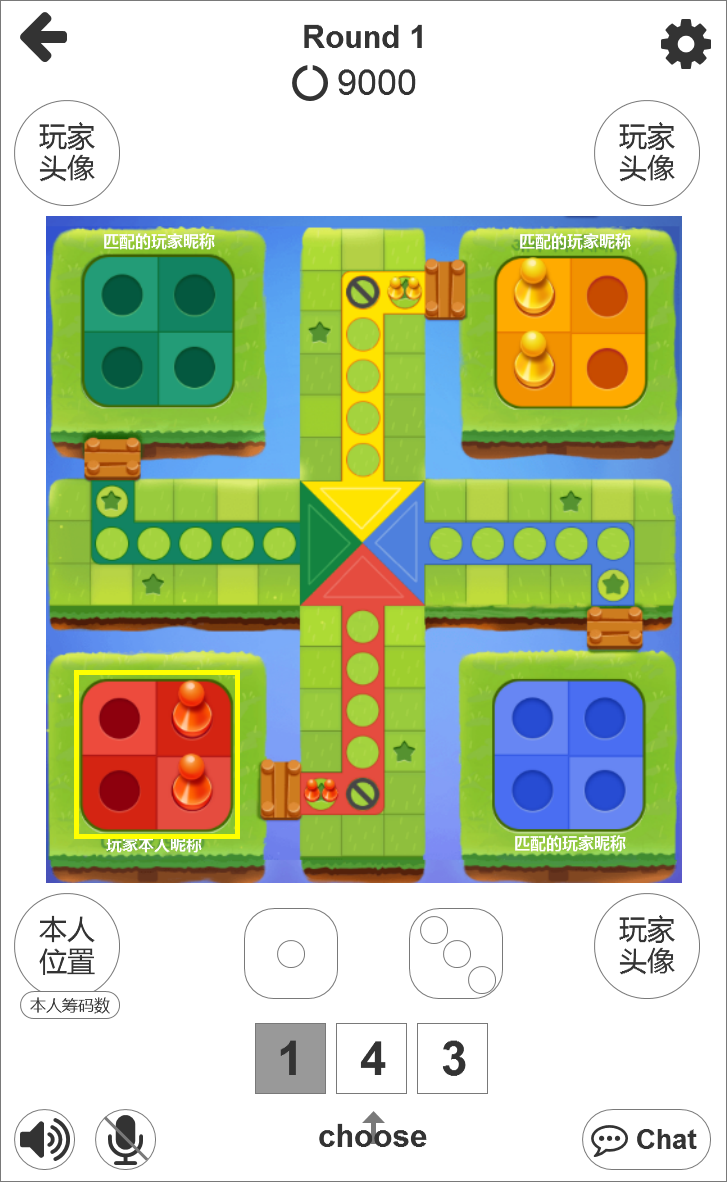 Round 1
9000
玩家
头像
玩家
头像
匹配的玩家昵称
匹配的玩家昵称
玩家本人昵称
匹配的玩家昵称
本人
位置
本人筹码数
玩家
头像
1
4
3
choose
Chat